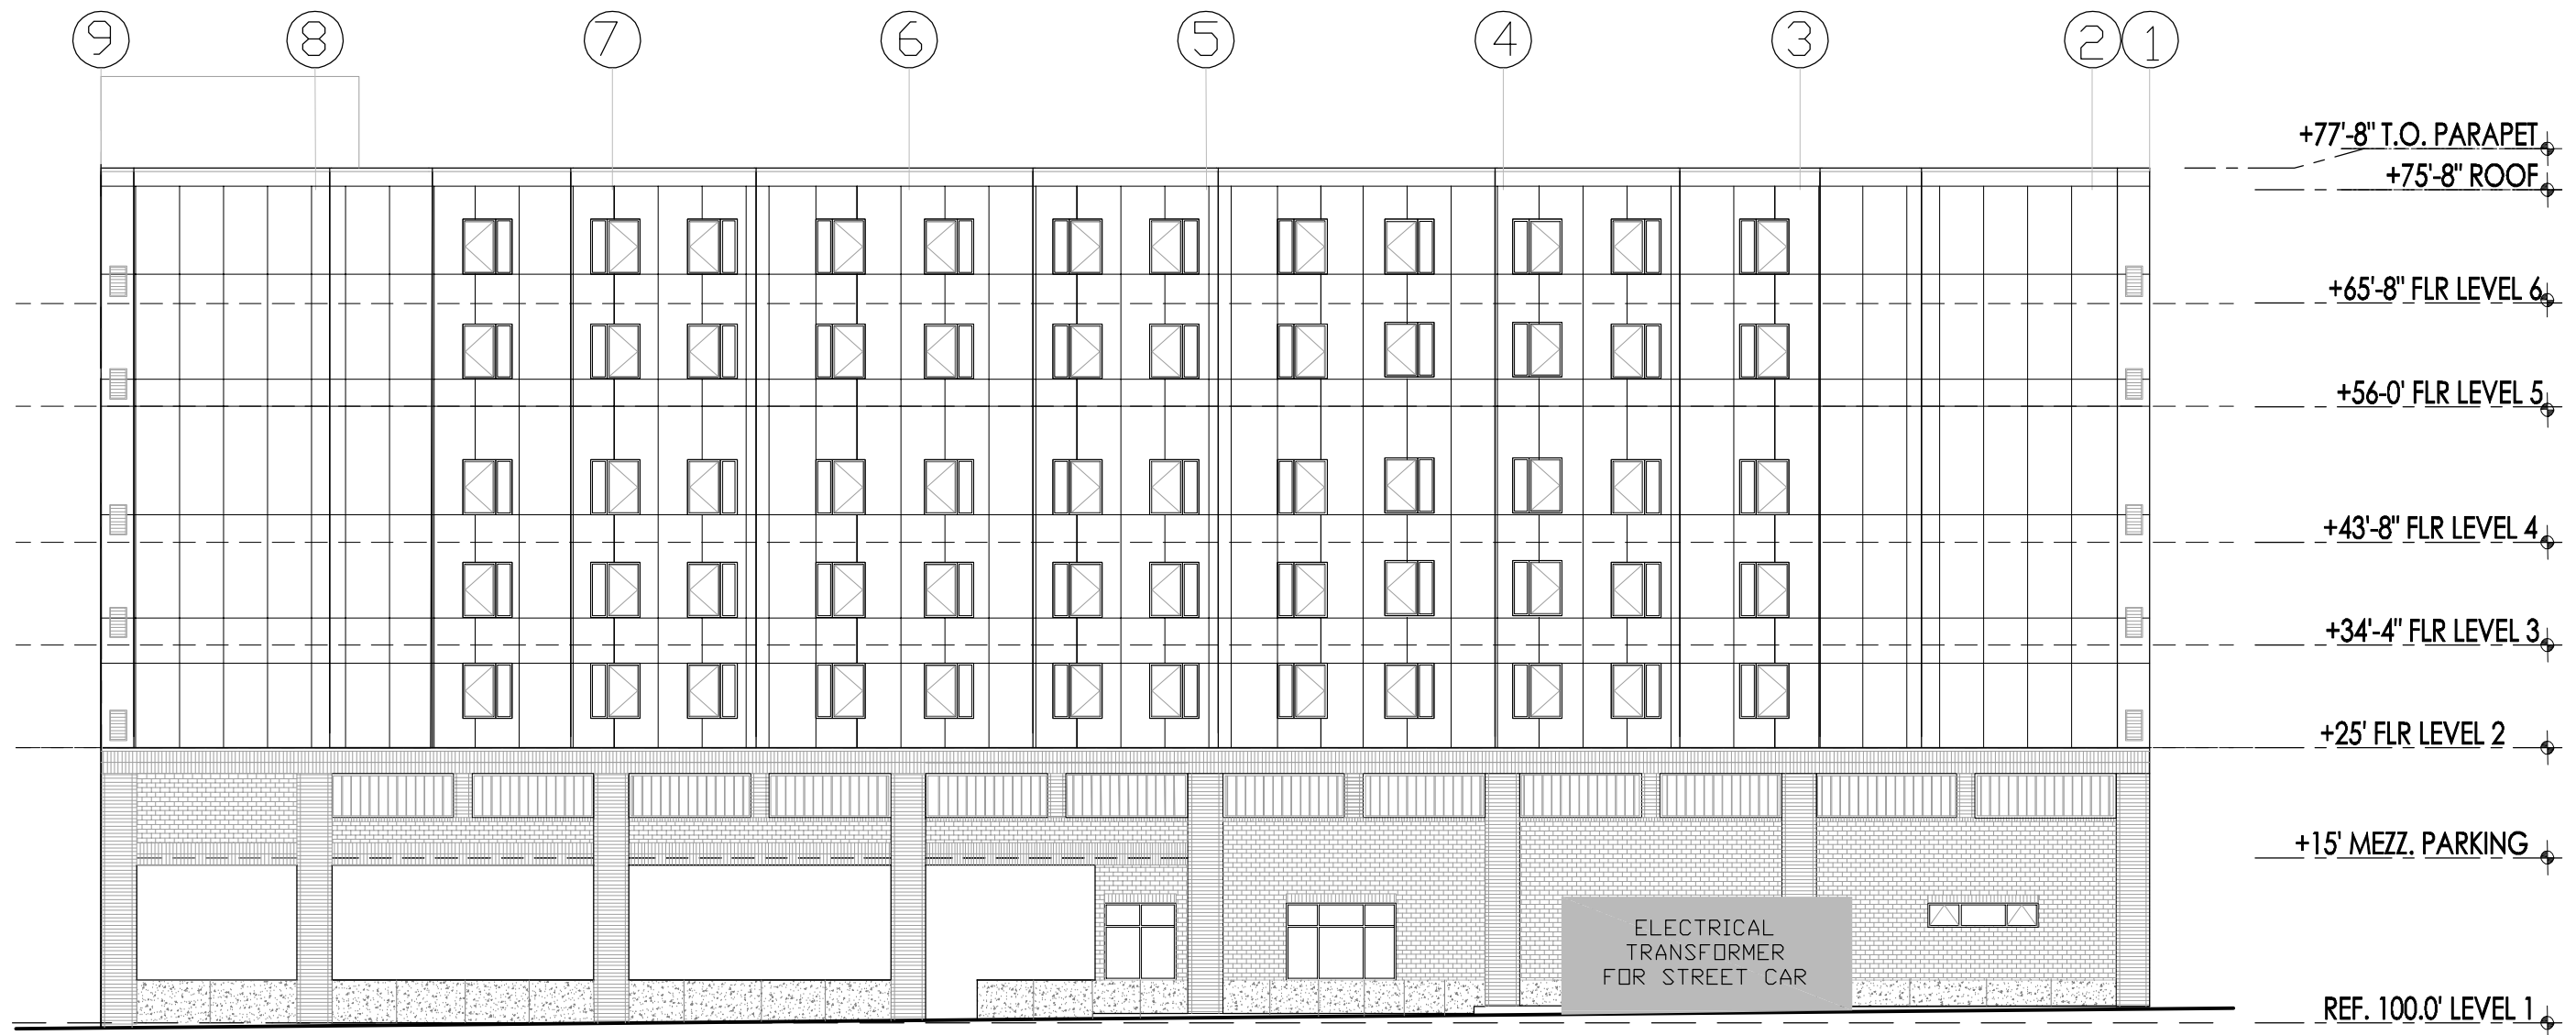 9 8 7 6 5 4 3 2 1
+77'-8" T.O. PARAPET
+75'-8" ROOF
+65'-8" FLR LEVEL 6
+56-0' FLR LEVEL 5
+43'-8" FLR LEVEL 4
+34'-4" FLR LEVEL 3
+25' FLR LEVEL 2
+15' MEZZ. PARKING
ELECTRICAL
TRANSFORMER
FOR STREET CAR
REF. 100.0' LEVEL 1